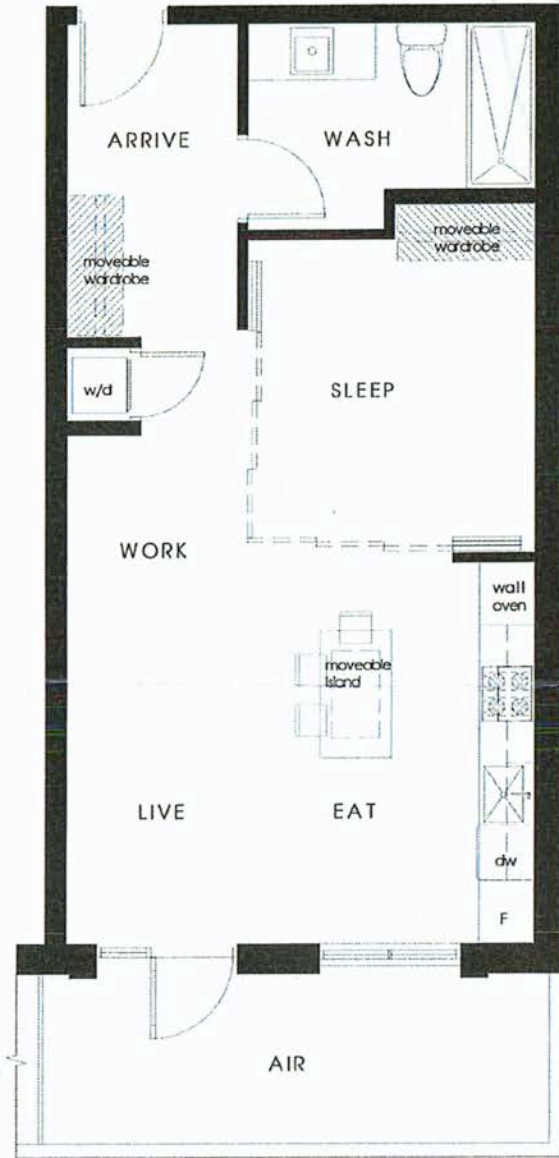 ARRIVE
WASH
moveable
wardrobe
moveable
wardrobe
w/d
SLEEP
WORK
wall
oven
moveable
Island
LIVE
EAT
dw
F
AIR